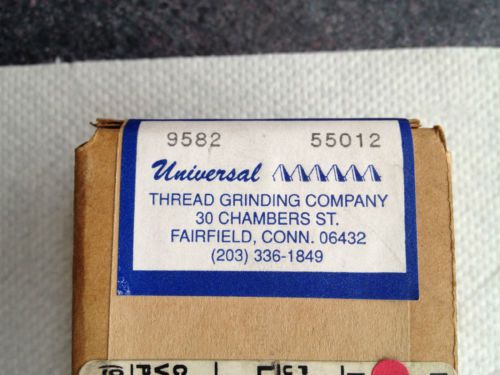 9582 55012
Universal
THREAD GRINDING COMPANY
30 CHAMBERS ST.
FAIRFIELD, CONN. 06432
(203) 336-1849